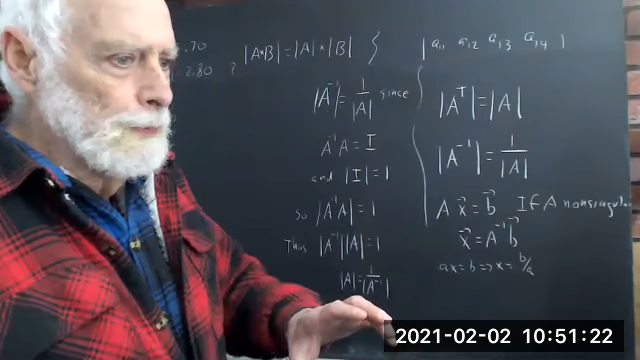 .70
2.80 ?
|A*B|=|A|*|B|
|A⁻¹|=1/|A| since
A⁻¹A=I
and |I|=1
so |A⁻¹A|=1
Thus |A⁻¹||A|=1
|A|=1/|A⁻¹|
|a₁₁ a₁₂ a₁₃ a₁₄|
|Aᵀ|=|A|
|A⁻¹|=1/|A|
A x⃗ = b⃗ If A nonsingular
x⃗=A⁻¹b⃗
ax=b=>x=b/a
2021-02-02 10:51:22